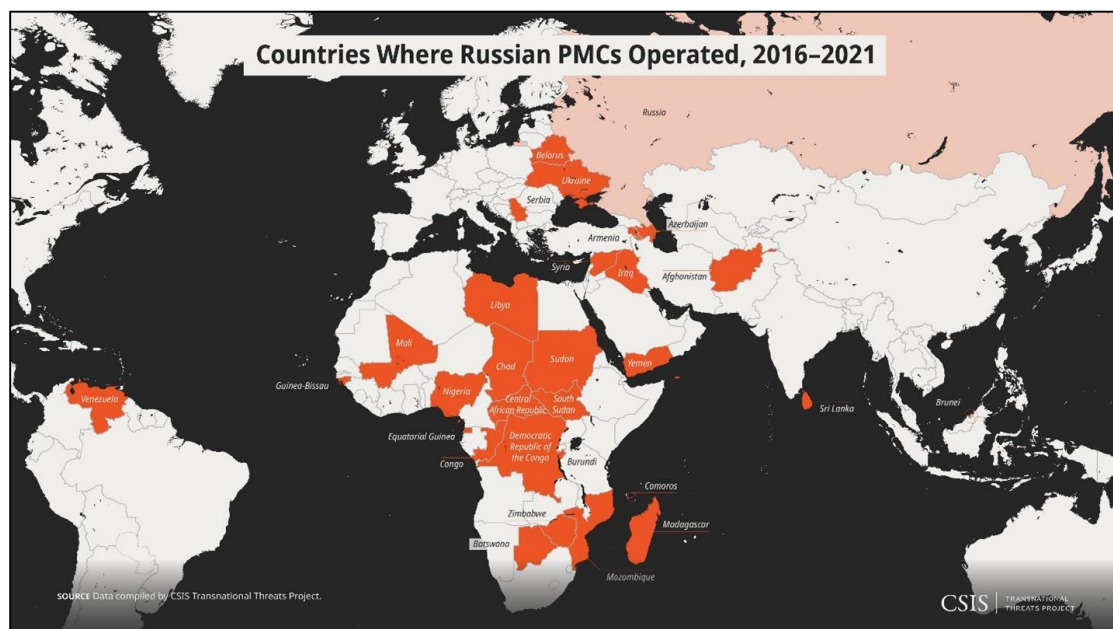 Countries Where Russian PMCs Operated, 2016–2021
Russia
Belarus
Ukraine
Serbia
Azerbaijan
Armenia
Syria
Iraq
Afghanistan
Libya
Mali
Chad
Sudan
Yemen
Guinea-Bissau
Nigeria
Venezuela
Central
African Republic
South
Sudan
Sri Lanka
Brunei
Equatorial Guinea
Democratic
Republic of
the Congo
Congo
Burundi
Comoros
Zimbabwe
Madagascar
Botswana
Mozambique
SOURCE Data compiled by CSIS Transnational Threats Project.
CSIS
TRANSNATIONAL
THREATS PROJECT